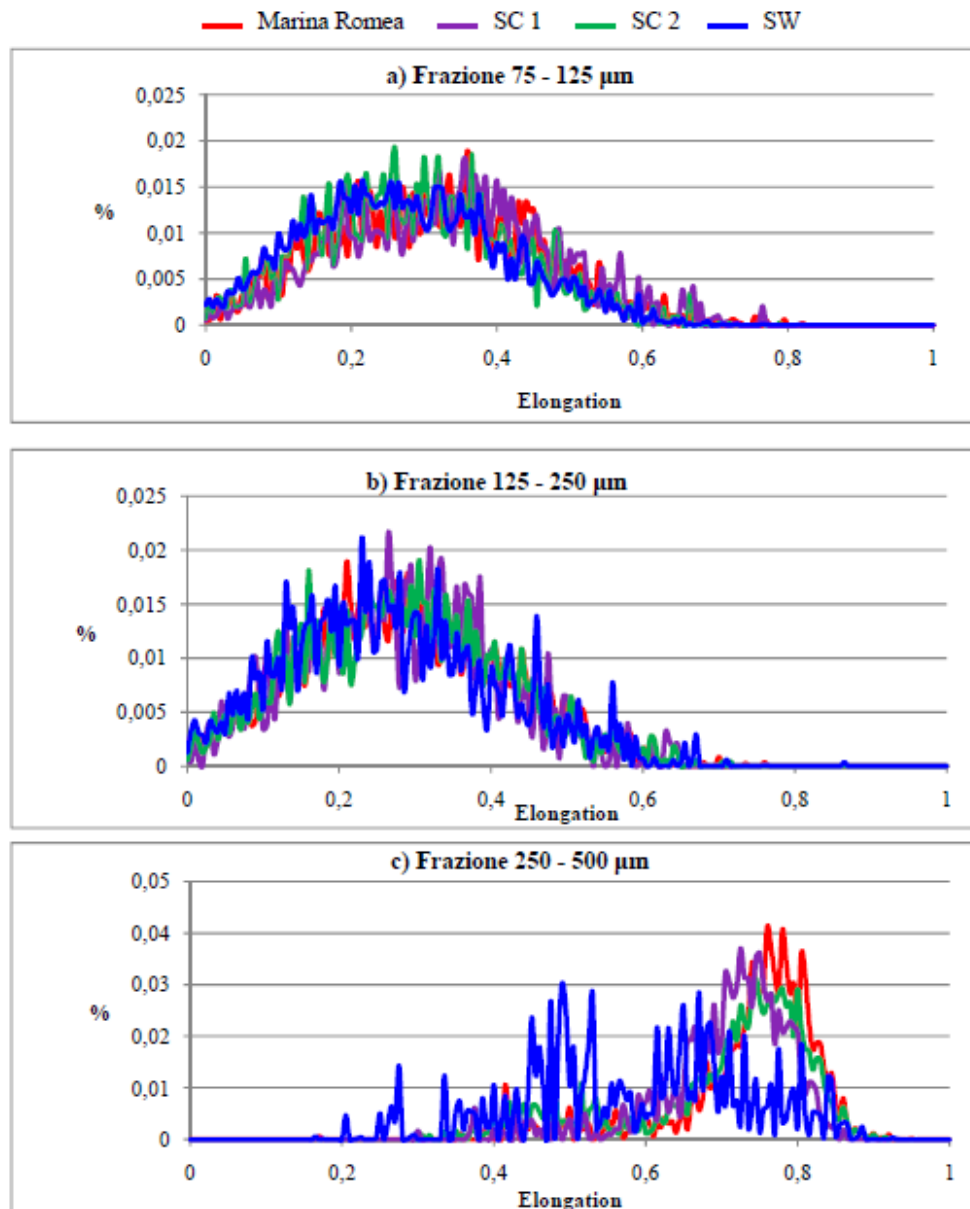 Marina Romea SC 1 SC 2 SW
a) Frazione 75 - 125 µm
0,025
0,02
0,015
%
0,01
0,005
0
0 0,2 0,4 0,6 0,8 1
Elongation
b) Frazione 125 - 250 µm
0,025
0,02
0,015
%
0,01
0,005
0
0 0,2 0,4 0,6 0,8 1
Elongation
c) Frazione 250 - 500 µm
0,05
0,04
0,03
%
0,02
0,01
0
0 0,2 0,4 0,6 0,8 1
Elongation